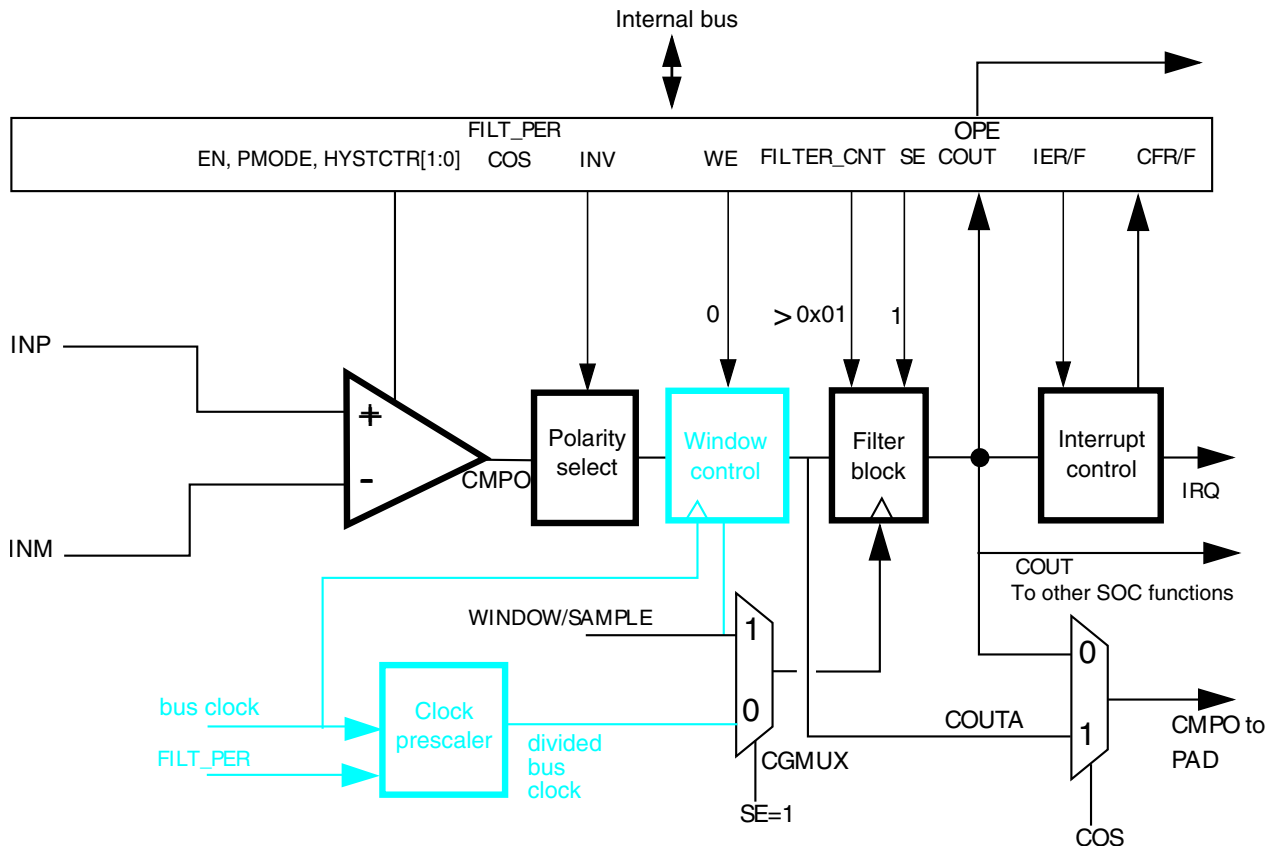 Internal bus
FILT_PER
OPE
EN, PMODE, HYSTCTR[1:0]
COS
INV
WE
FILTER_CNT
SE
COUT
IER/F
CFR/F
0
> 0x01
1
INP
INM
+
-
CMPO
Polarity
select
Window
control
Filter
block
Interrupt
control
IRQ
COUT
To other SOC functions
WINDOW/SAMPLE
1
0
CGMUX
SE=1
bus clock
FILT_PER
Clock
prescaler
divided
bus
clock
0
1
COUTA
CMPO to
PAD
COS